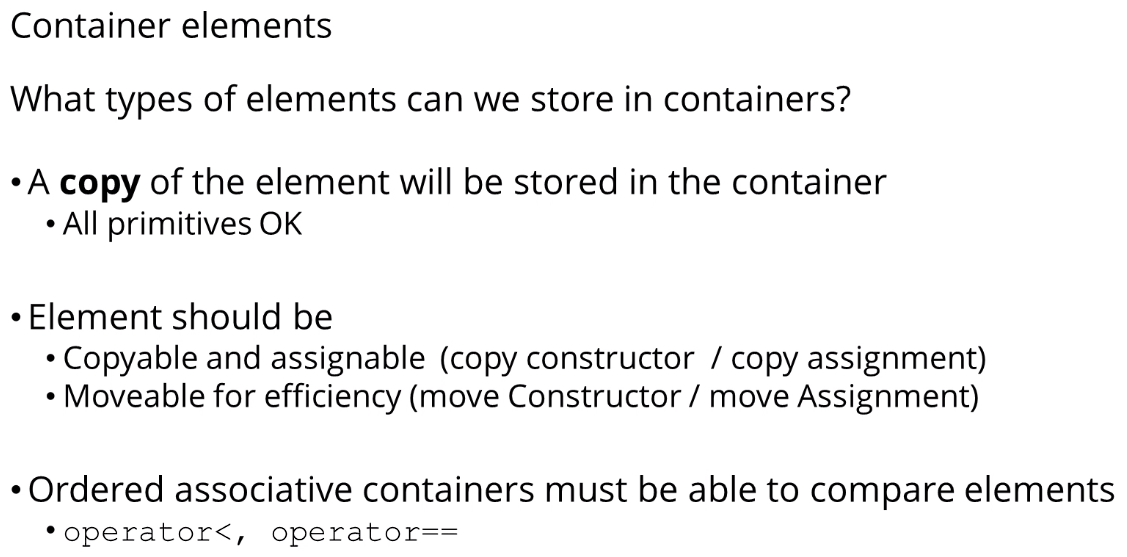 Container elements
What types of elements can we store in containers?
• A copy of the element will be stored in the container
• All primitives OK
• Element should be
• Copyable and assignable (copy constructor / copy assignment)
• Moveable for efficiency (move Constructor / move Assignment)
• Ordered associative containers must be able to compare elements
• operator<, operator==